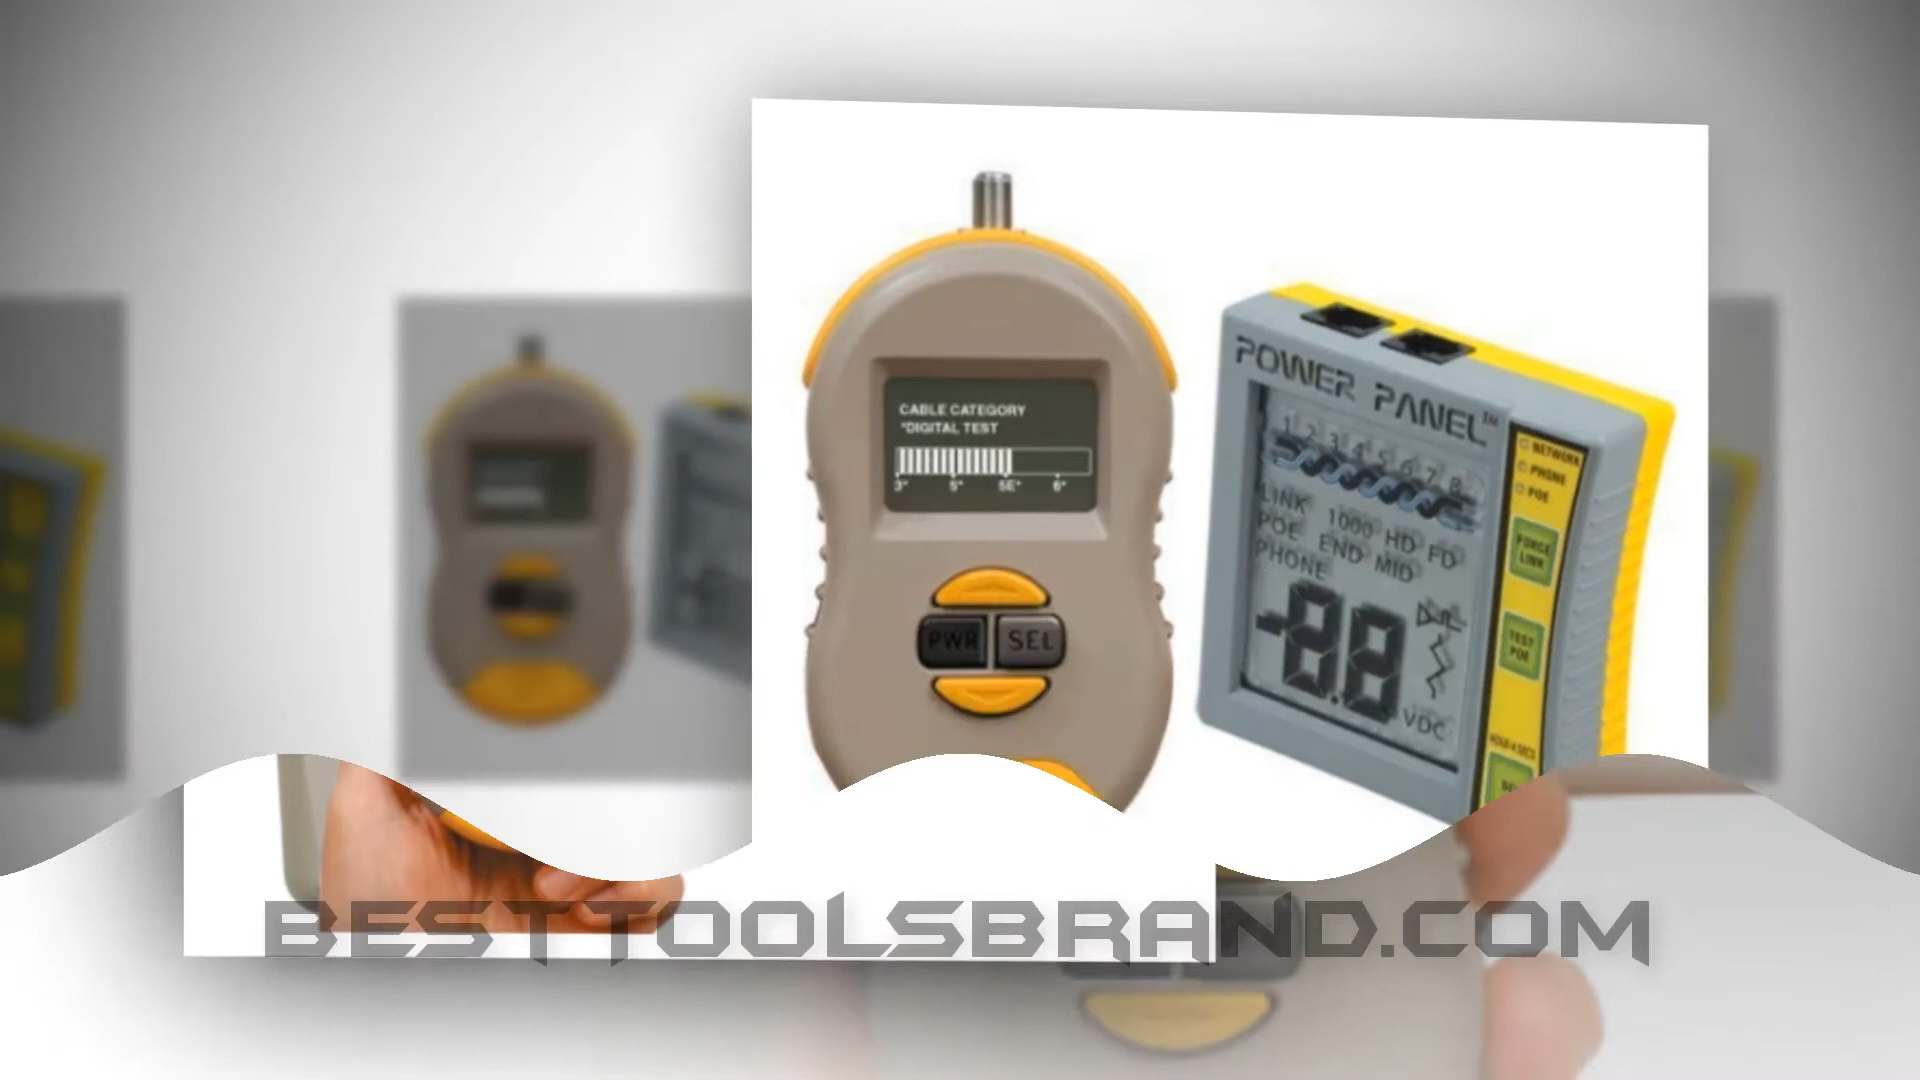 CABLE CATEGORY
*DIGITAL TEST
3* 5* 5E* 6*
PWR SEL
POWER PANEL™
1 2 3 4 5 6 7 8
LINK 1000 HD FD
POE END MID
PHONE
-8.8
VDC
NETWORK
PHONE
POE
FORCE
LINK
TEST
POE
BESTTOOLSBRAND.COM